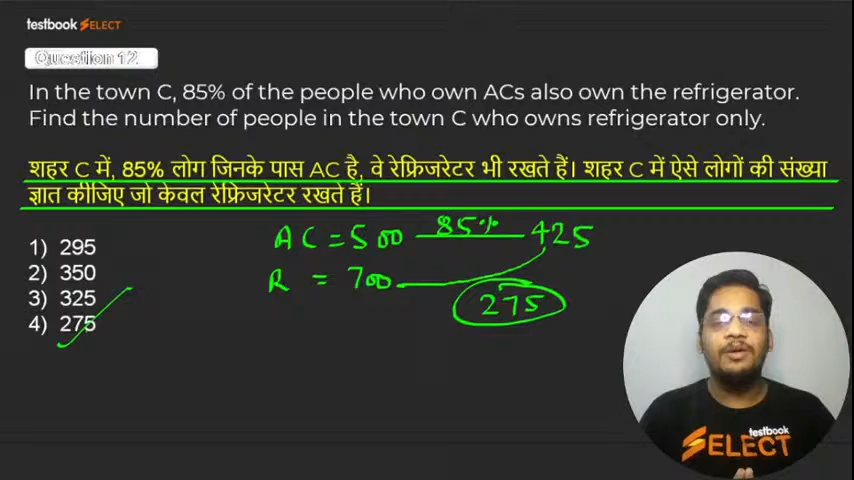 testbook SELECT
Question 12
In the town C, 85% of the people who own ACs also own the refrigerator.
Find the number of people in the town C who owns refrigerator only.
शहर C में, 85% लोग जिनके पास AC है, वे रेफ्रिजरेटर भी रखते हैं। शहर C में ऐसे लोगों की संख्या
ज्ञात कीजिए जो केवल रेफ्रिजरेटर रखते हैं।
AC = 500 85% 425
R = 700
275
1) 295
2) 350
3) 325
4) 275
testbook
SELECT